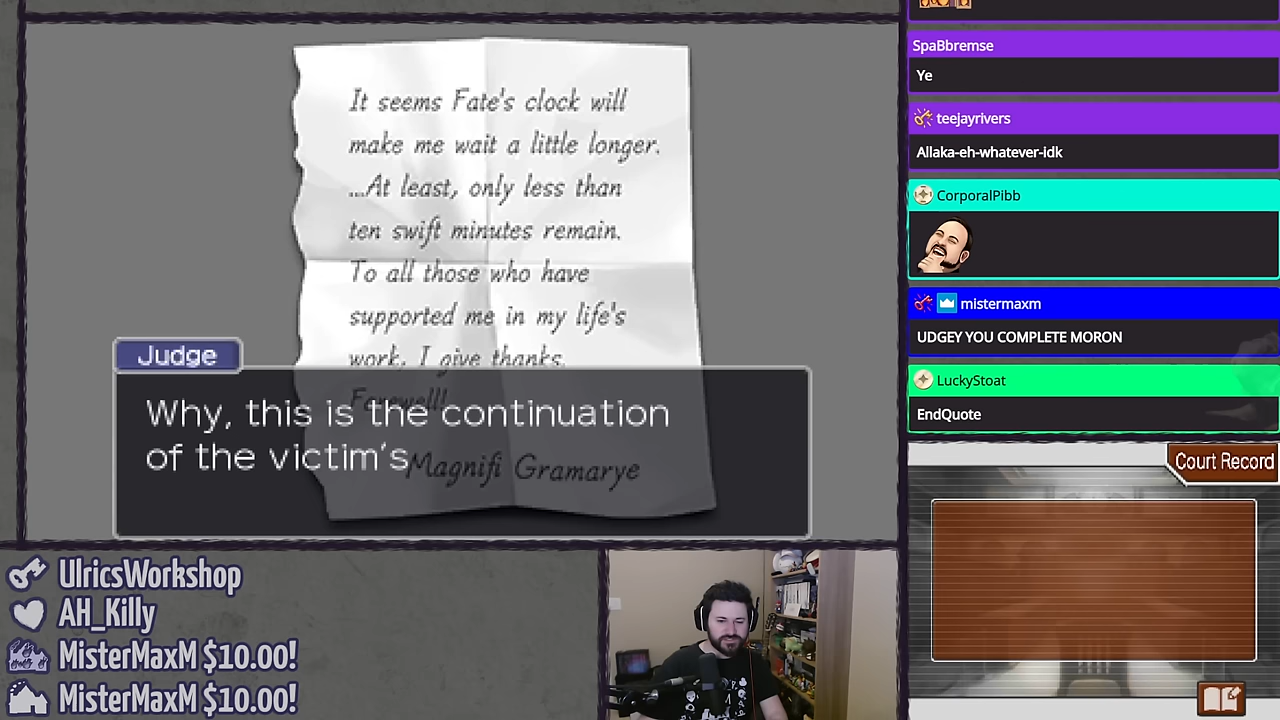 It seems Fate's clock will
make me wait a little longer.
...At least, only less than
ten swift minutes remain.
To all those who have
supported me in my life's
work, I give thanks.
Farewell!
Magnifi Gramarye
Judge
Why, this is the continuation
of the victim's
UlricsWorkshop
AH_Killy
MisterMaxM $10.00!
MisterMaxM $10.00!
SpaBbremse
Ye
teejayrivers
Allaka-eh-whatever-idk
CorporalPibb
mistermaxm
UDGEY YOU COMPLETE MORON
LuckyStoat
EndQuote
Court Record